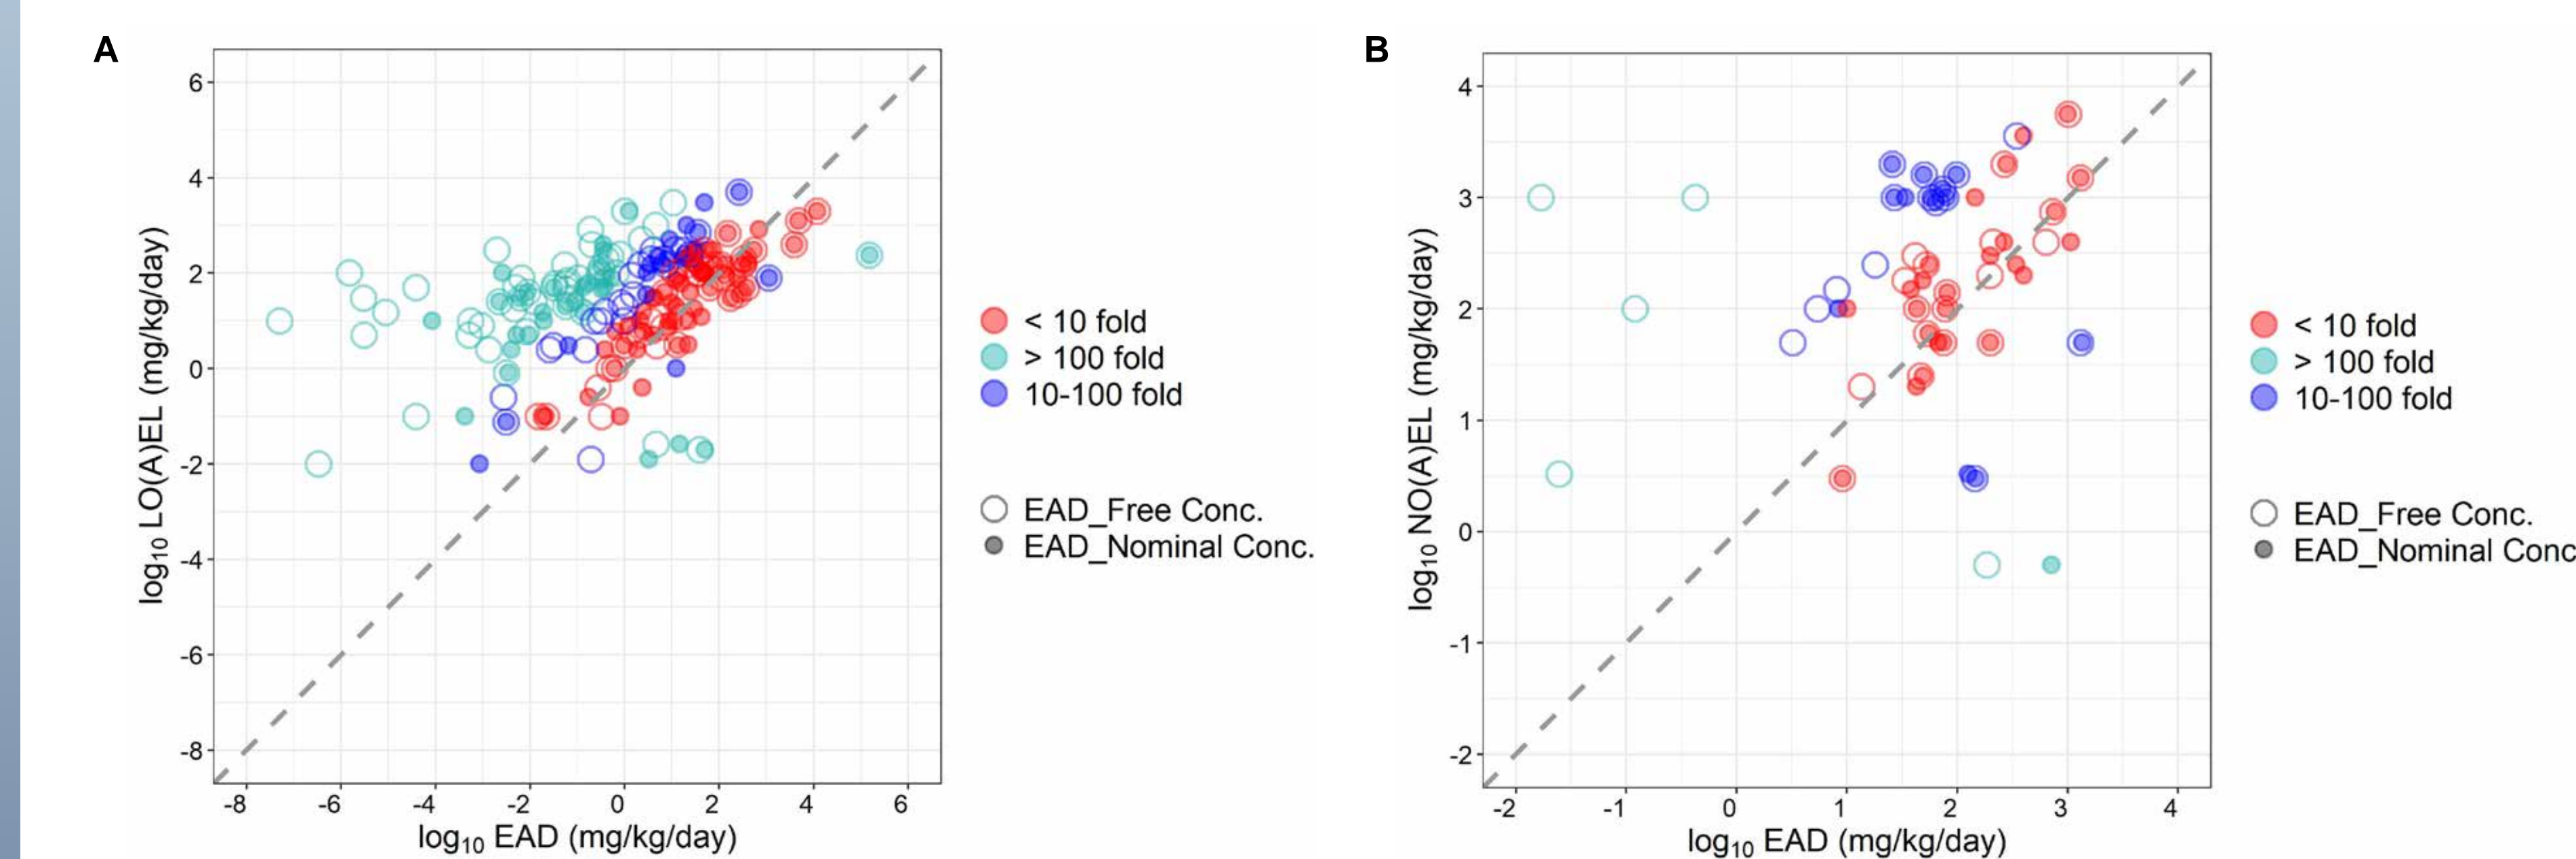 A
6
4
2
0
-2
-4
-6
-8
-8 -6 -4 -2 0 2 4 6
log10 LO(A)EL (mg/kg/day)
log10 EAD (mg/kg/day)
< 10 fold
> 100 fold
10-100 fold
EAD_Free Conc.
EAD_Nominal Conc.
B
4
3
2
1
0
-1
-2
-2 -1 0 1 2 3 4
log10 NO(A)EL (mg/kg/day)
log10 EAD (mg/kg/day)
< 10 fold
> 100 fold
10-100 fold
EAD_Free Conc.
EAD_Nominal Conc